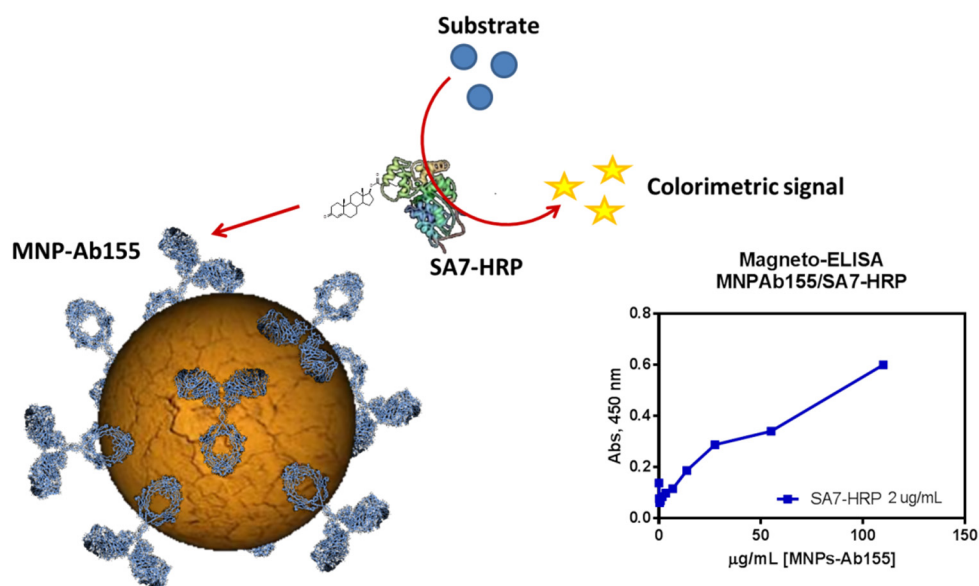 Substrate
Colorimetric signal
MNP-Ab155
SA7-HRP
Magneto-ELISA
MNPAb155/SA7-HRP
Abs, 450 nm
0.8
0.6
0.4
0.2
0.0
SA7-HRP 2 ug/mL
0
50
100
150
µg/mL [MNPs-Ab155]